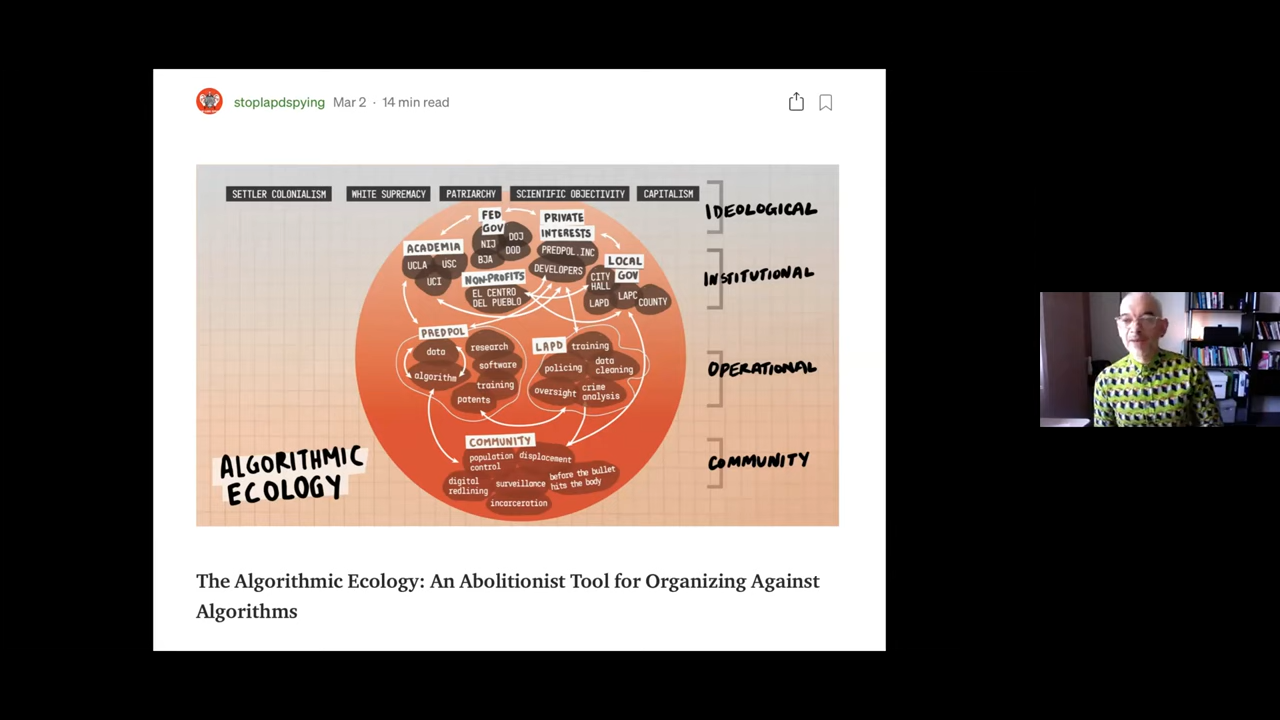 stoplapdspying Mar 2 · 14 min read
SETTLER COLONIALISM
WHITE SUPREMACY
PATRIARCHY
SCIENTIFIC OBJECTIVITY
CAPITALISM
IDEOLOGICAL
FED
GOV
NIJ
DOJ
DOD
BJA
PRIVATE
INTERESTS
PREDPOL.INC
DEVELOPERS
ACADEMIA
UCLA
USC
UCI
NON-PROFITS
EL CENTRO
DEL PUEBLO
LOCAL
GOV
CITY
HALL
LAPD
LAPC
COUNTY
INSTITUTIONAL
PREDPOL
data
algorithm
research
software
training
patents
LAPD
training
policing
data
cleaning
oversight
crime
analysis
OPERATIONAL
COMMUNITY
population
control
displacement
digital
redlining
surveillance
before the bullet
hits the body
incarceration
COMMUNITY
ALGORITHMIC
ECOLOGY
The Algorithmic Ecology: An Abolitionist Tool for Organizing Against
Algorithms